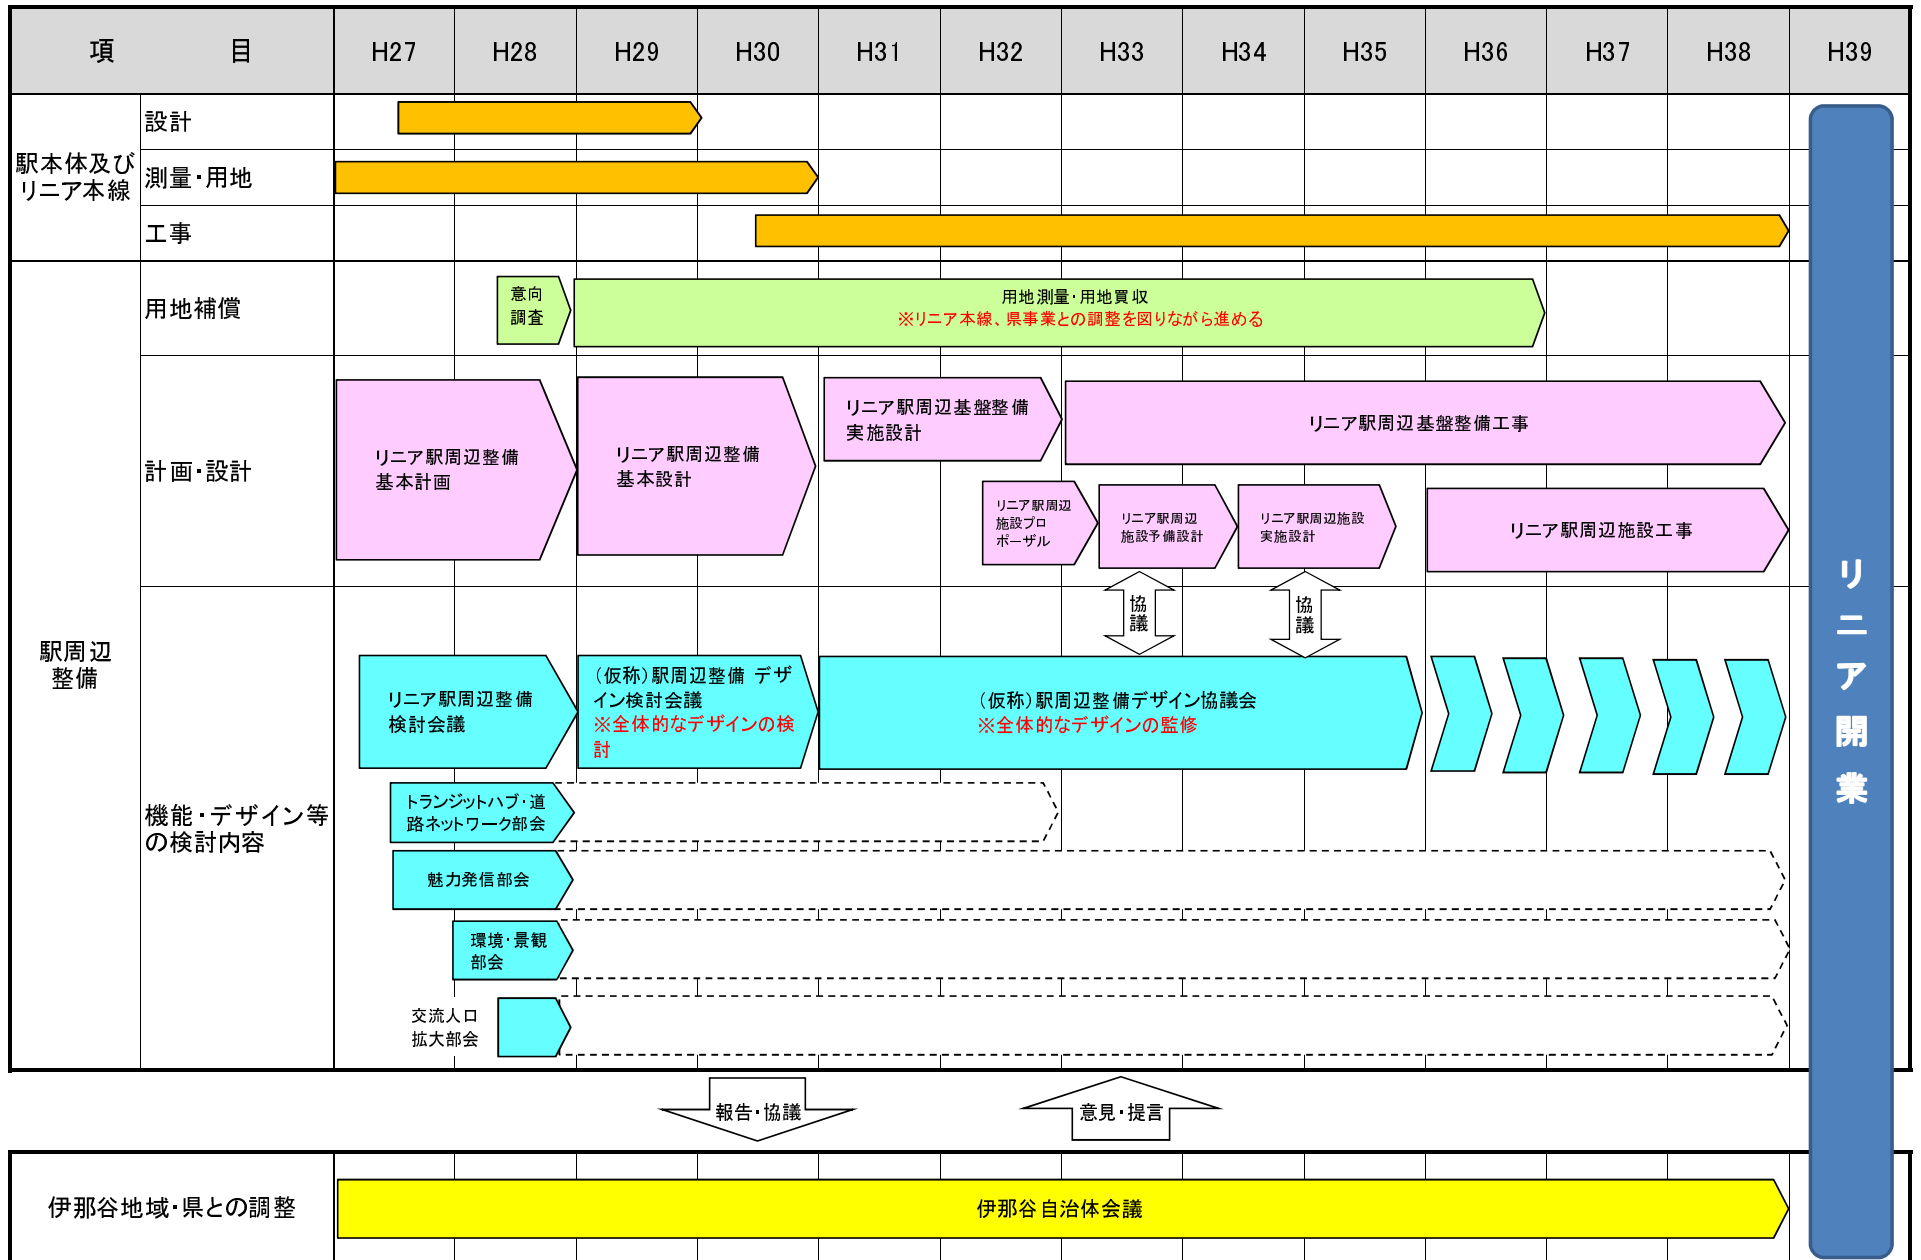 項　目 H27 H28 H29 H30 H31 H32 H33 H34 H35 H36 H37 H38 H39
駅本体及び
リニア本線
設計
測量・用地
工事
駅周辺
整備
用地補償
意向
調査
用地測量・用地買収
※リニア本線、県事業との調整を図りながら進める
計画・設計
リニア駅周辺整備
基本計画
リニア駅周辺整備
基本設計
リニア駅周辺基盤整備
実施設計
リニア駅周辺基盤整備工事
リニア駅周辺
施設プロ
ポーザル
リニア駅周辺
施設予備設計
リニア駅周辺施設
実施設計
リニア駅周辺施設工事
協
議
協
議
機能・デザイン等
の検討内容
リニア駅周辺整備
検討会議
（仮称）駅周辺整備 デザ
イン検討会議
※全体的なデザインの検
討
（仮称）駅周辺整備デザイン協議会
※全体的なデザインの監修
トランジットハブ・道
路ネットワーク部会
魅力発信部会
環境・景観
部会
交流人口
拡大部会
リニア開業
報告・協議
意見・提言
伊那谷地域・県との調整
伊那谷自治体会議